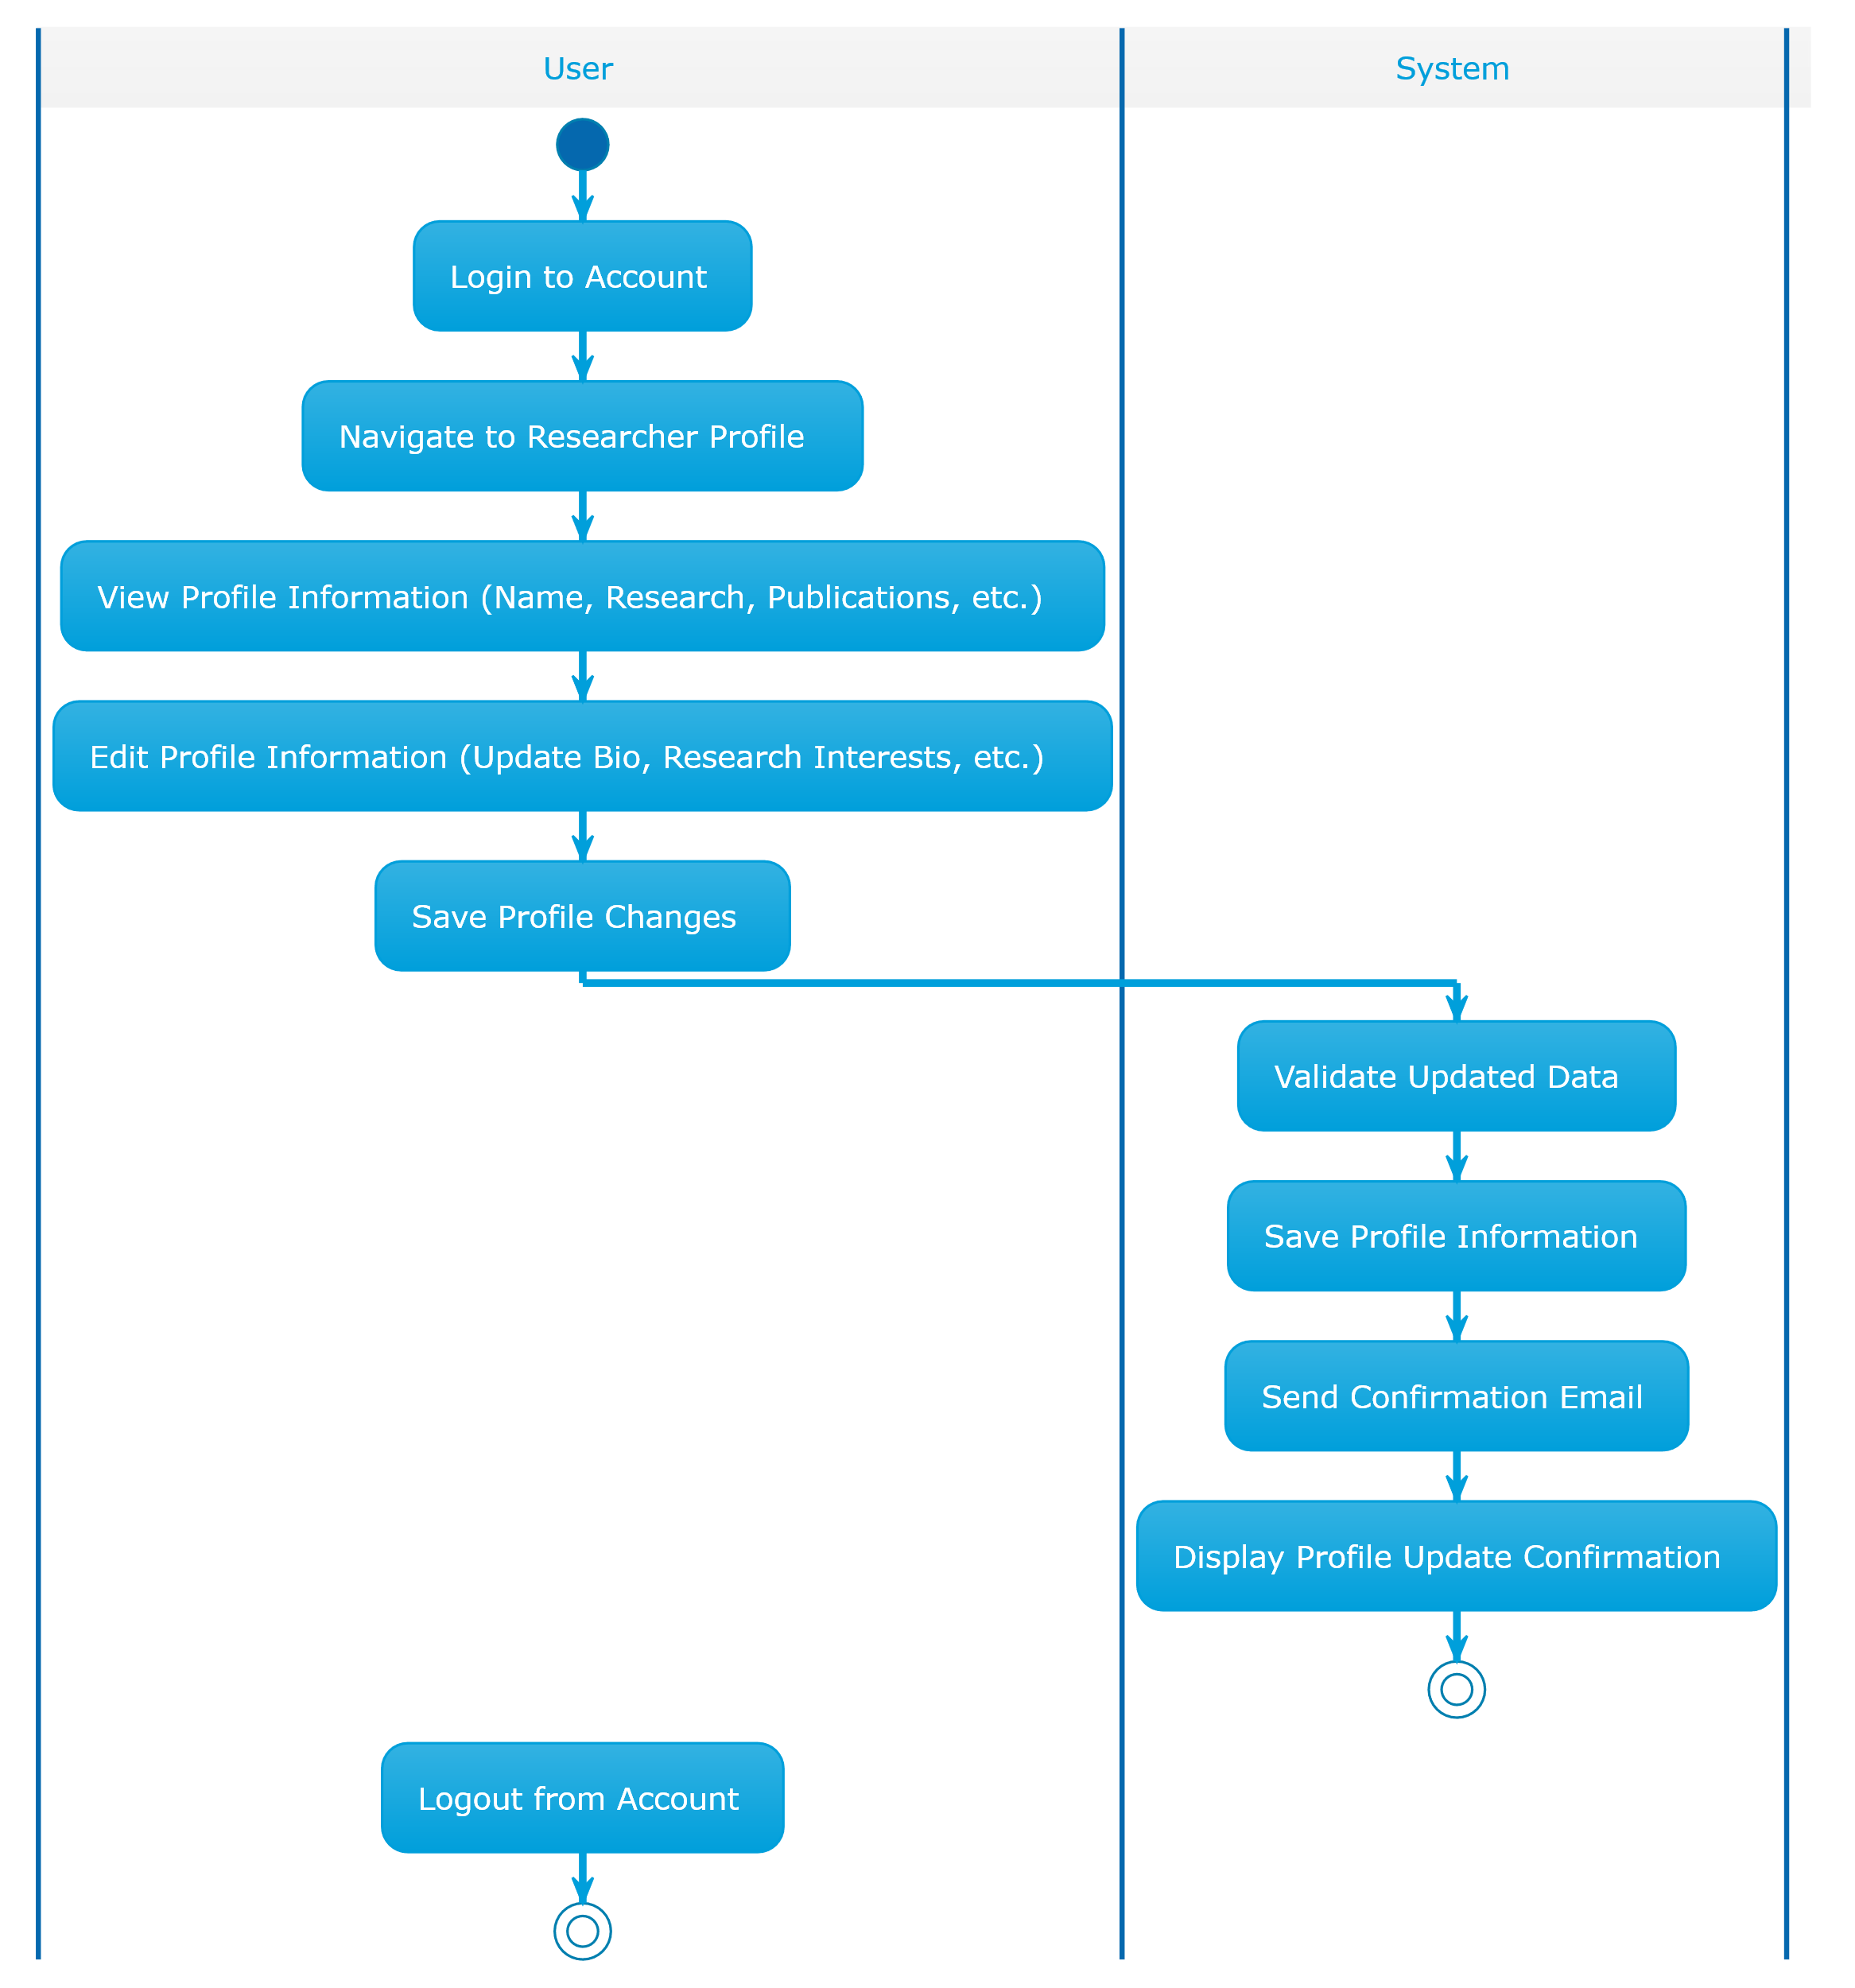 User
System
Login to Account
Navigate to Researcher Profile
View Profile Information (Name, Research, Publications, etc.)
Edit Profile Information (Update Bio, Research Interests, etc.)
Save Profile Changes
Validate Updated Data
Save Profile Information
Send Confirmation Email
Display Profile Update Confirmation
Logout from Account